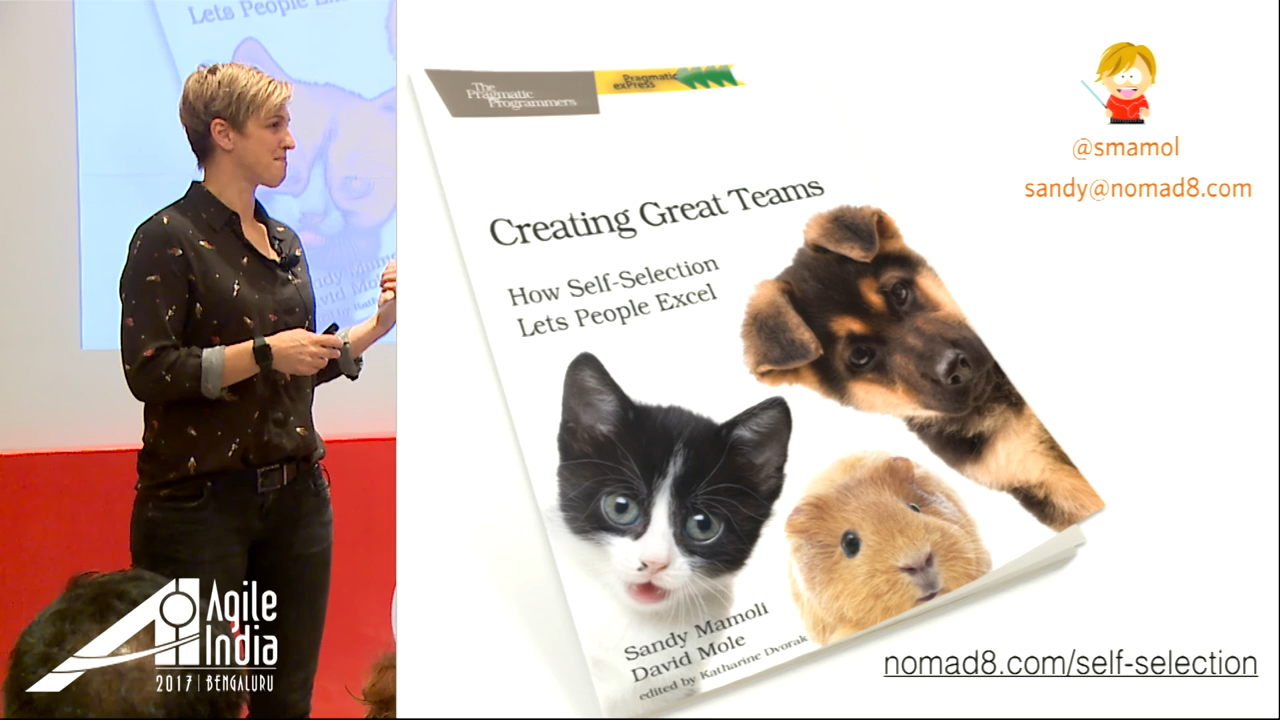 Lets People Ex
The
Pragmatic
Programmers
Pragmatic
exPress
Creating Great Teams
How Self-Selection
Lets People Excel
Sandy Mamoli
David Mole
edited by Katharine Dvorak
@smamol
sandy@nomad8.com
nomad8.com/self-selection
Agile
India
2017 | BENGALURU